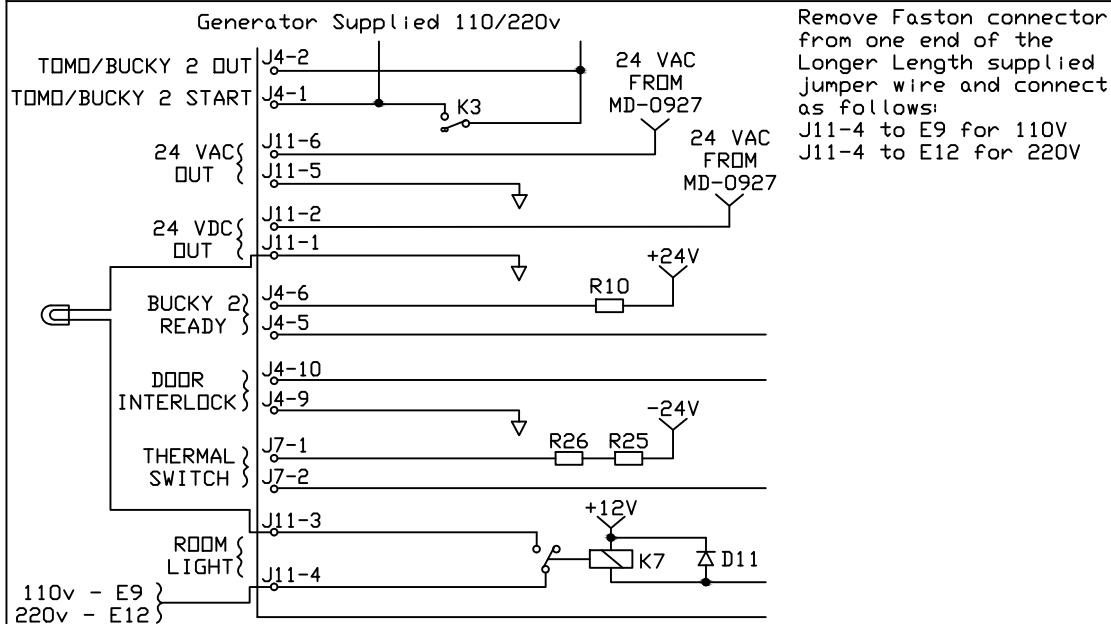 Generator Supplied 110/220v
TOMO/BUCKY 2 OUT J4-2
TOMO/BUCKY 2 START J4-1
K3
24 VAC
FROM
MD-0927
24 VAC
OUT
J11-6
J11-5
24 VAC
FROM
MD-0927
24 VDC
OUT
J11-2
J11-1
+24V
R10
BUCKY 2
READY
J4-6
J4-5
DOOR
INTERLOCK
J4-10
J4-9
-24V
R26 R25
THERMAL
SWITCH
J7-1
J7-2
+12V
ROOM
LIGHT
J11-3
J11-4
K7 D11
110v - E9
220v - E12
Remove Faston connector
from one end of the
Longer Length supplied
jumper wire and connect
as follows:
J11-4 to E9 for 110V
J11-4 to E12 for 220V